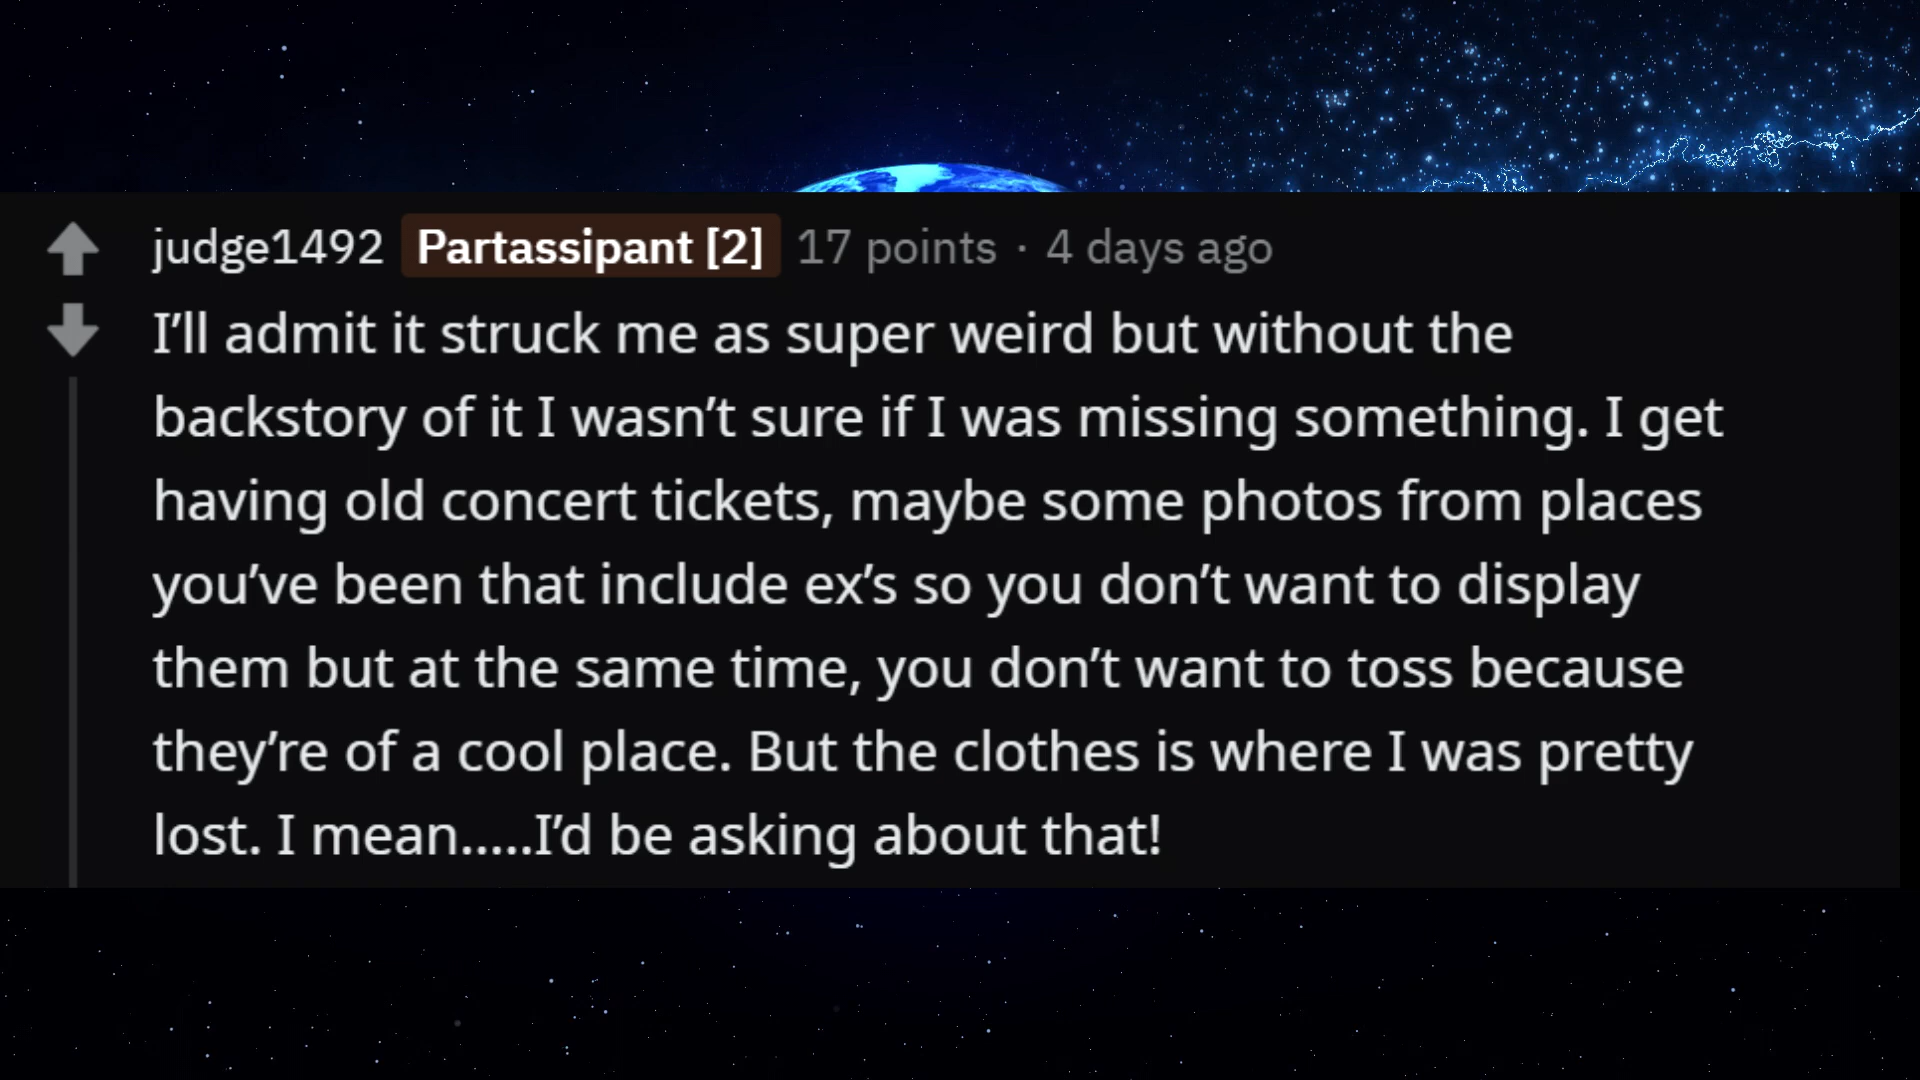 judge1492 Partassipant [2] 17 points · 4 days ago
I’ll admit it struck me as super weird but without the
backstory of it I wasn’t sure if I was missing something. I get
having old concert tickets, maybe some photos from places
you’ve been that include ex’s so you don’t want to display
them but at the same time, you don’t want to toss because
they’re of a cool place. But the clothes is where I was pretty
lost. I mean.....I’d be asking about that!